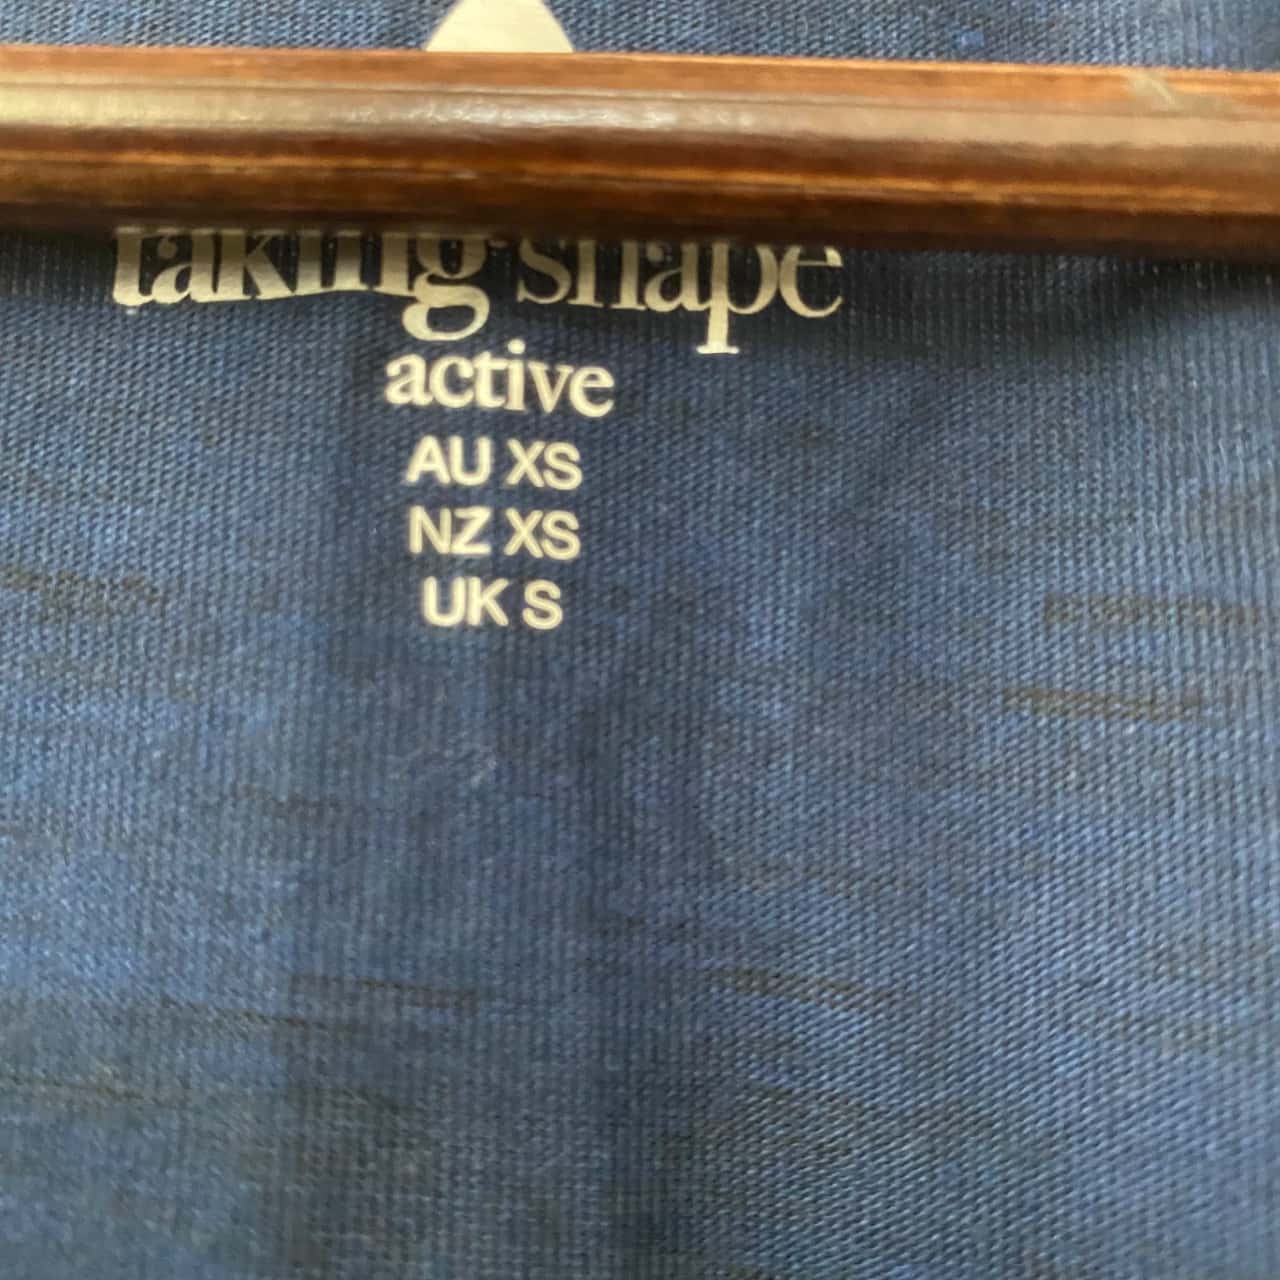 taking shape
active
AU XS
NZ XS
UK S